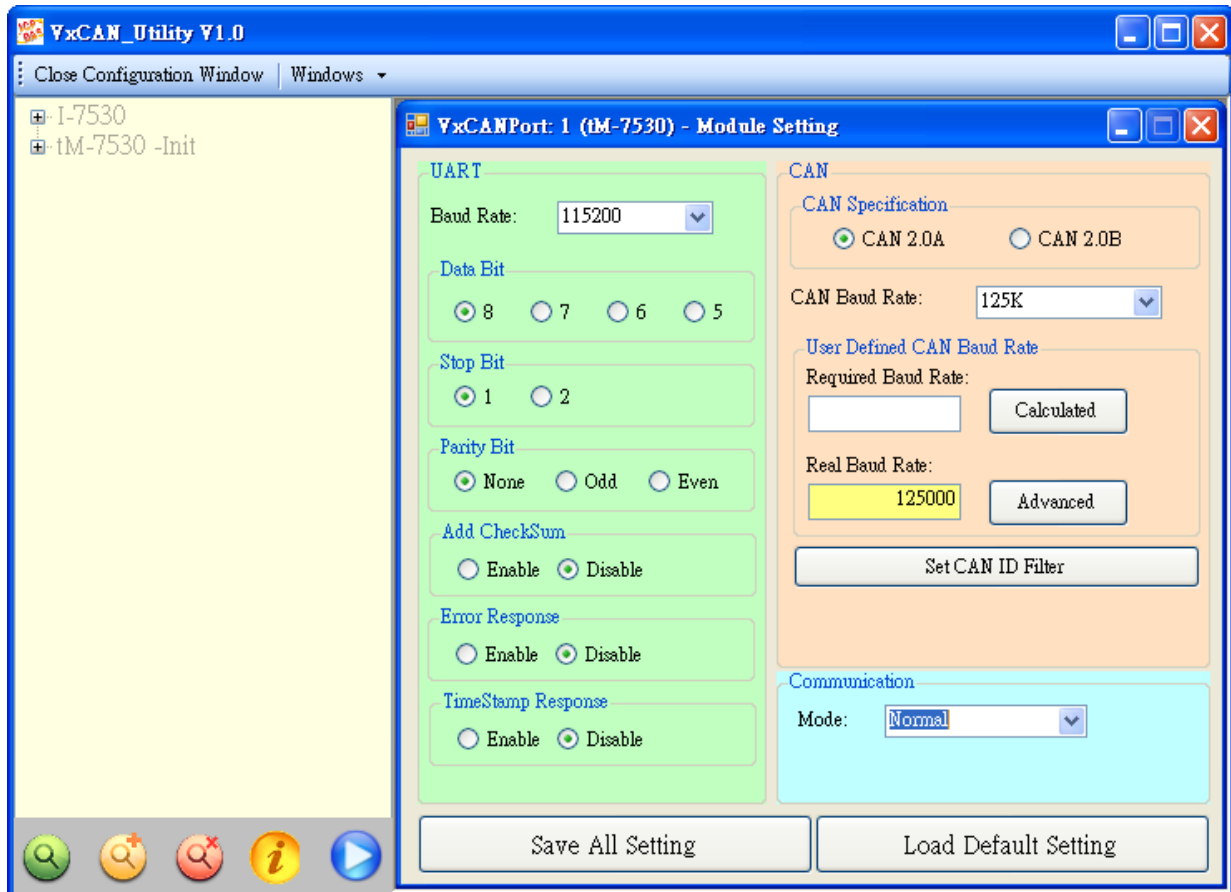 VxCAN_Utility V1.0
Close Configuration Window
Windows
I-7530
tM-7530 -Init
VxCANPort: 1 (tM-7530) - Module Setting
UART
Baud Rate: 115200
Data Bit
8 7 6 5
Stop Bit
1 2
Parity Bit
None Odd Even
Add CheckSum
Enable Disable
Error Response
Enable Disable
TimeStamp Response
Enable Disable
CAN
CAN Specification
CAN 2.0A CAN 2.0B
CAN Baud Rate: 125K
User Defined CAN Baud Rate
Required Baud Rate:
Calculated
Real Baud Rate:
125000
Advanced
Set CAN ID Filter
Communication
Mode: Normal
Save All Setting
Load Default Setting